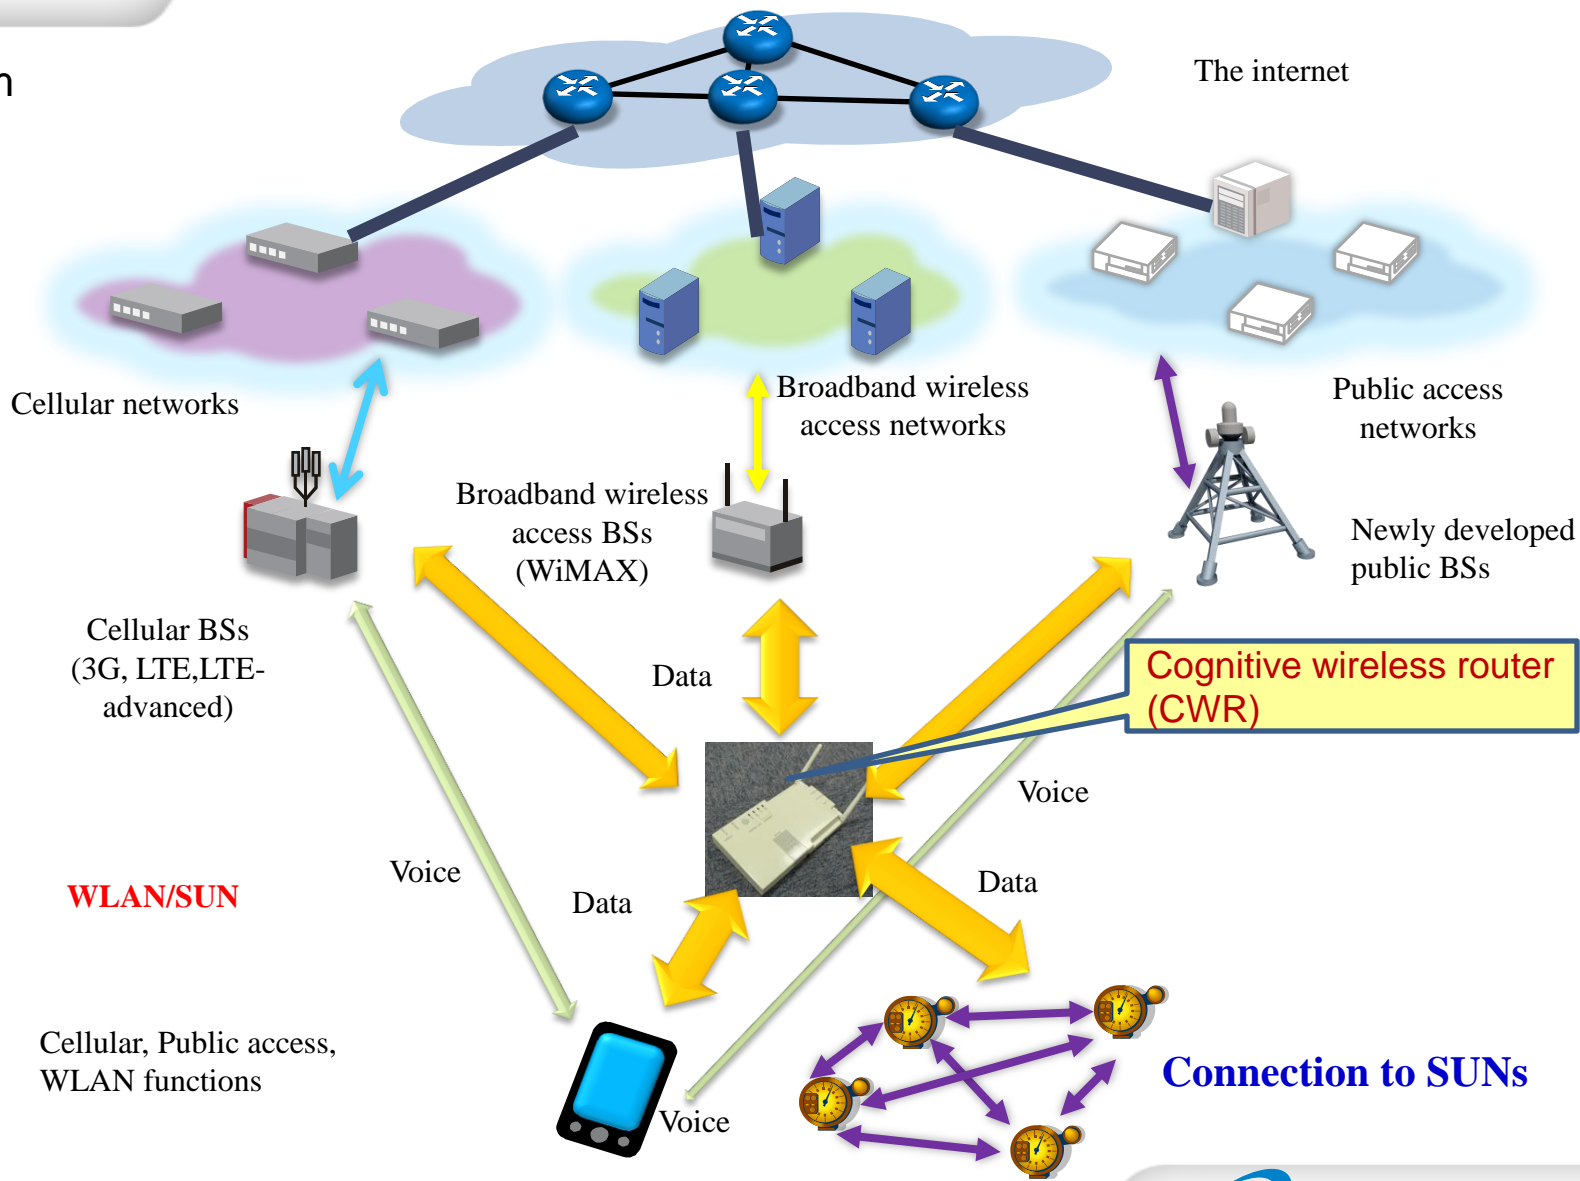 The internet
Cellular networks
Broadband wireless
access networks
Public access
networks
Broadband wireless
access BSs
(WiMAX)
Newly developed
public BSs
Cellular BSs
(3G, LTE,LTE-
advanced)
Data
Cognitive wireless router
(CWR)
Voice
Voice
Data
Data
WLAN/SUN
Cellular, Public access,
WLAN functions
Connection to SUNs
Voice